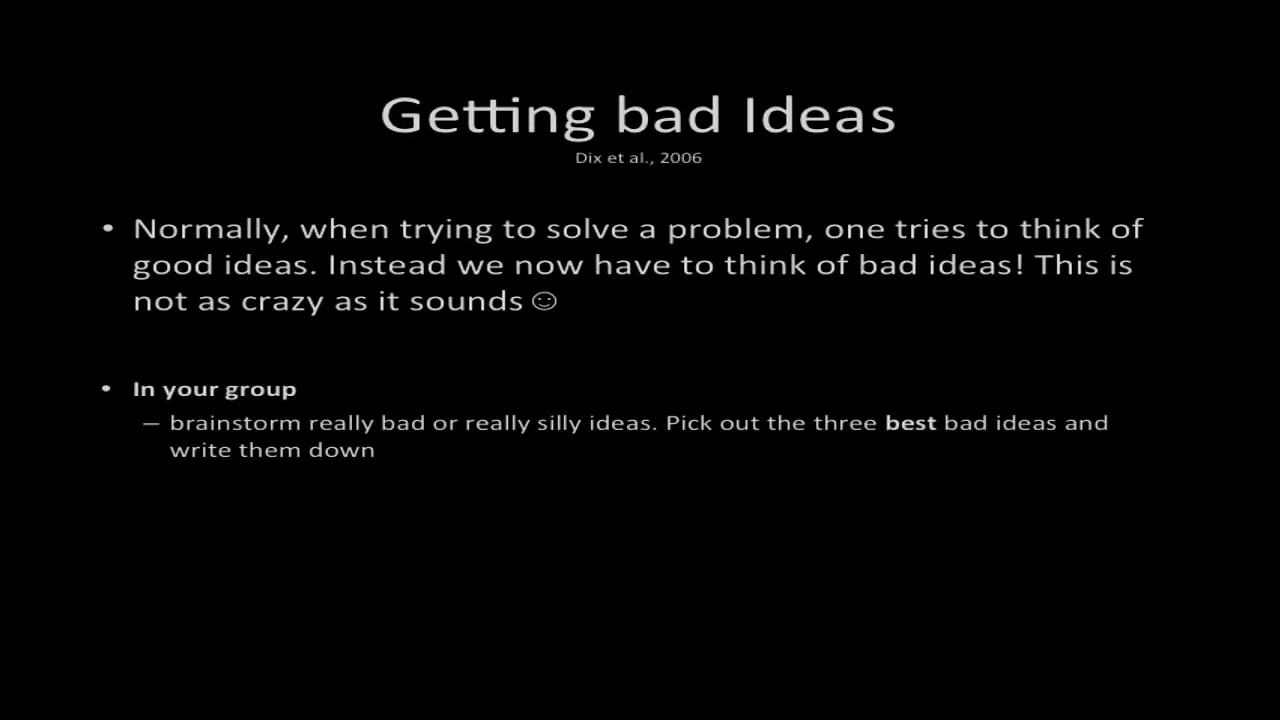 Getting bad Ideas
Dix et al., 2006
• Normally, when trying to solve a problem, one tries to think of
good ideas. Instead we now have to think of bad ideas! This is
not as crazy as it sounds ☺
• In your group
– brainstorm really bad or really silly ideas. Pick out the three best bad ideas and
write them down